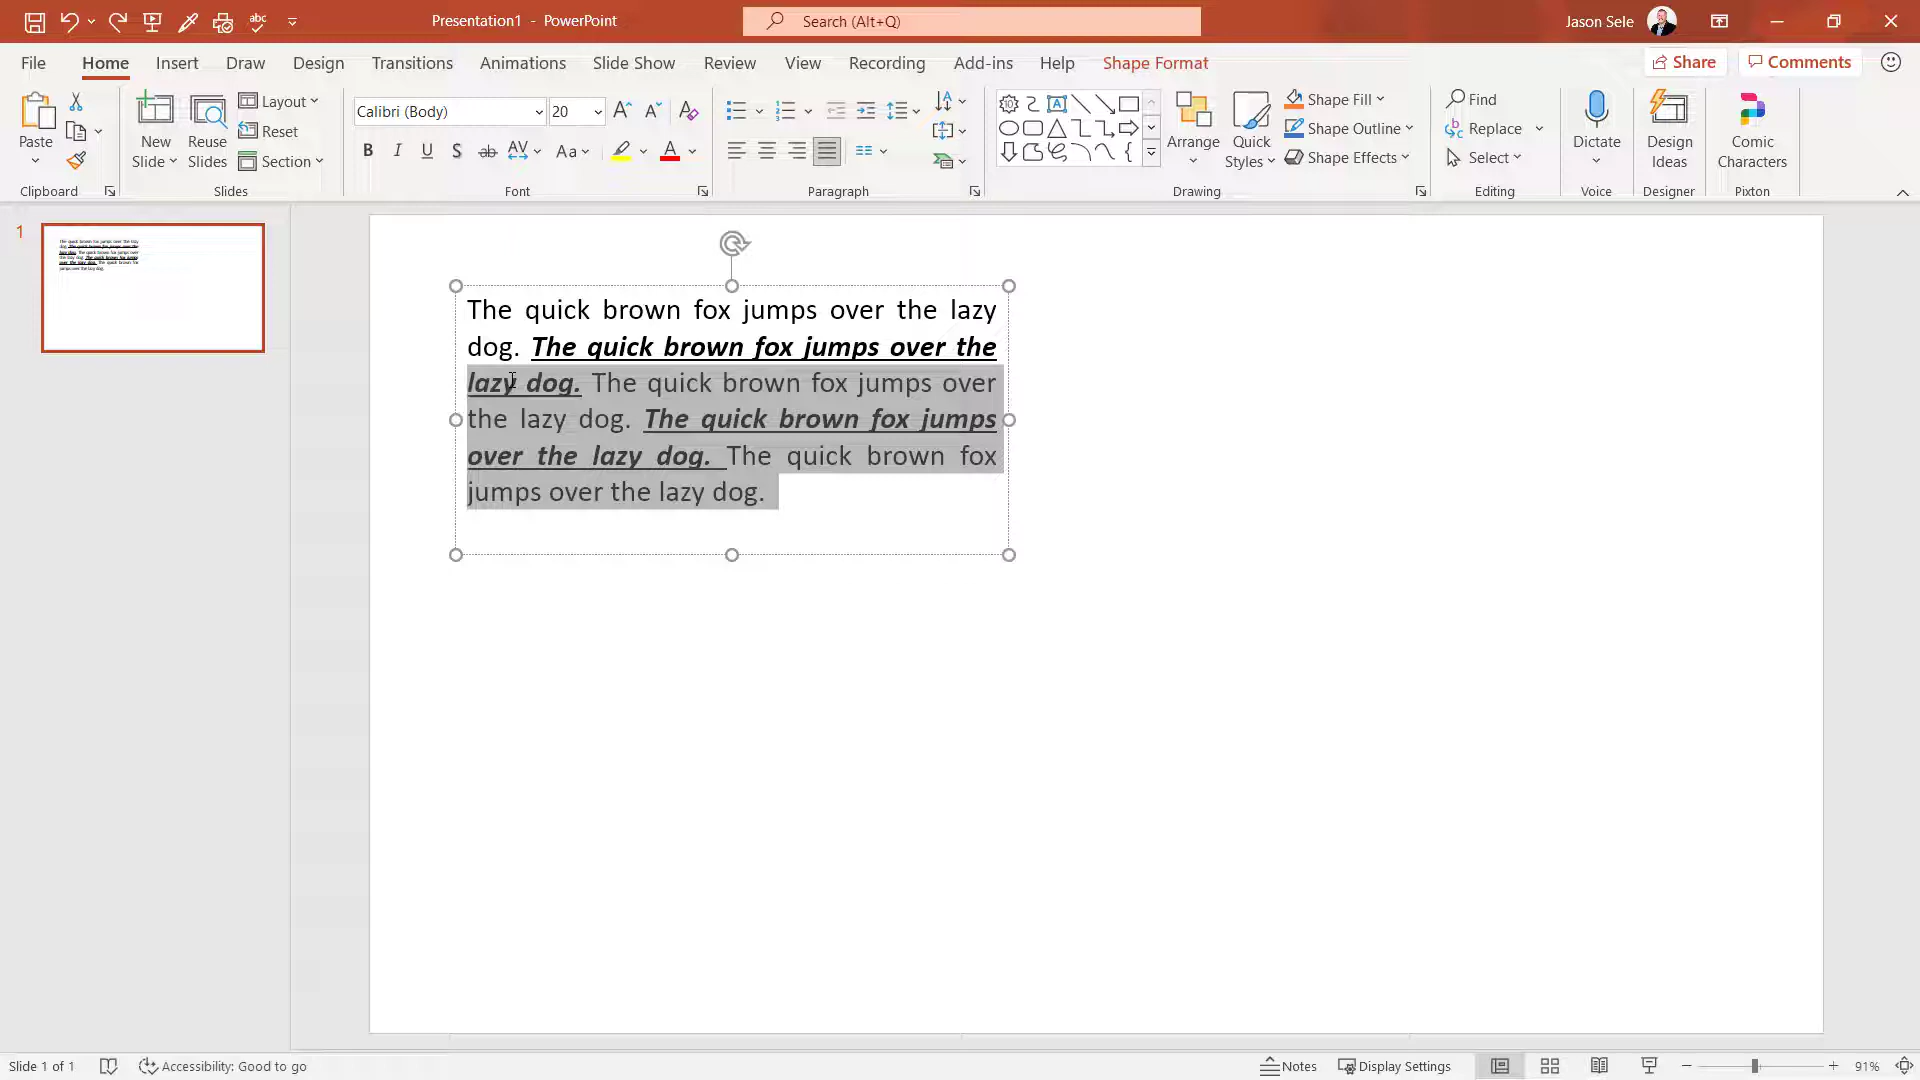 Presentation1 - PowerPoint
Search (Alt+Q)
Jason Sele
File Home Insert Draw Design Transitions Animations Slide Show Review View Recording Add-ins Help Shape Format
Share
Comments
Paste
Clipboard
New Slide
Reuse Slides
Layout
Reset
Section
Slides
Calibri (Body)
20
B I U S ab AV Aa A
Font
Paragraph
Arrange
Quick Styles
Shape Fill
Shape Outline
Shape Effects
Drawing
Find
Replace
Select
Editing
Dictate
Voice
Design Ideas
Designer
Comic Characters
Pixton
1
The quick brown fox jumps over the lazy
dog. The quick brown fox jumps over the
lazy dog. The quick brown fox jumps over
the lazy dog. The quick brown fox jumps
over the lazy dog. The quick brown fox
jumps over the lazy dog.
Slide 1 of 1
Accessibility: Good to go
Notes
Display Settings
91%